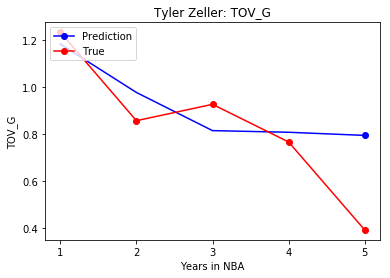 Tyler Zeller: TOV_G
Prediction
True
1.2
1.0
0.8
0.6
0.4
TOV_G
1 2 3 4 5
Years in NBA